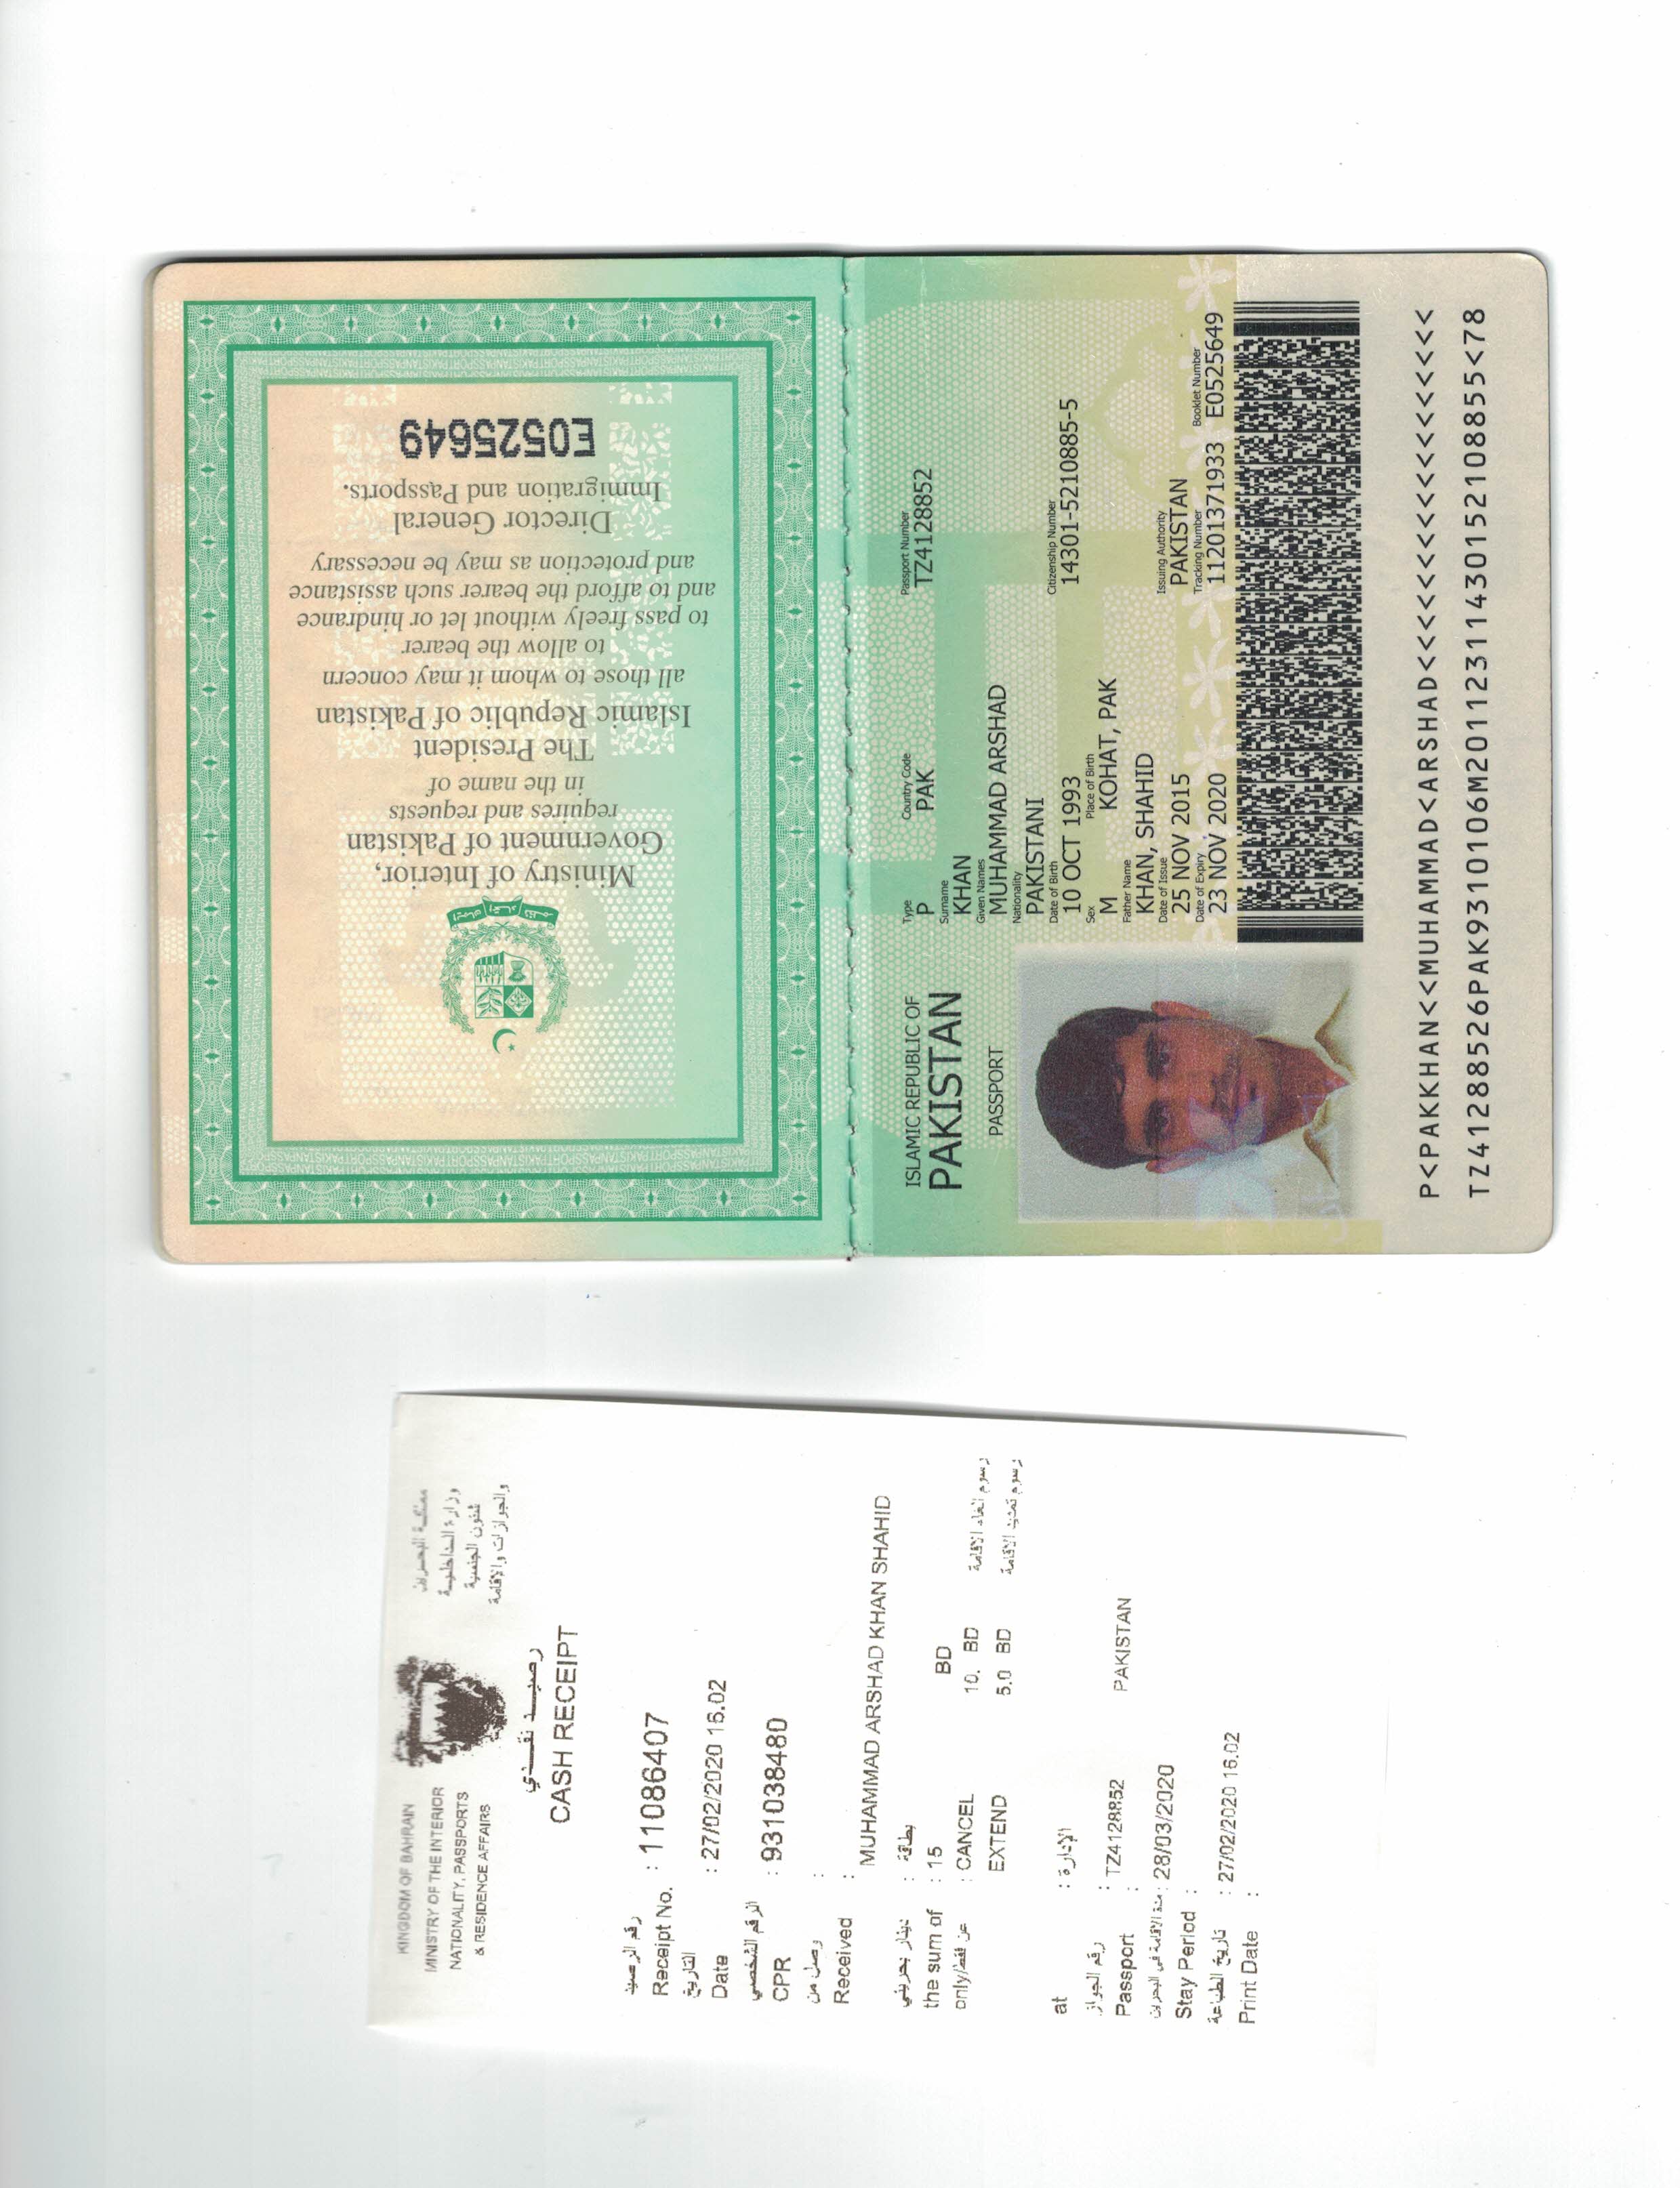 Ministry of Interior,
Government of Pakistan
requires and requests
in the name of
The President
Islamic Republic of Pakistan
all those to whom it may concern
to allow the bearer
to pass freely without let or hindrance
and to afford the bearer such assistance
and protection as may be necessary
Director General
Immigration and Passports.
E0525649
ISLAMIC REPUBLIC OF
PAKISTAN
PASSPORT
Type Country Code Passport Number
P PAK TZ4128852
Surname
KHAN
Given Names
MUHAMMAD ARSHAD
Nationality
PAKISTANI
Date of Birth Citizenship Number
10 OCT 1993 14301-5210885-5
Sex Place of Birth
M KOHAT, PAK
Father Name
KHAN, SHAHID
Date of Issue Issuing Authority
25 NOV 2015 PAKISTAN
Date of Expiry Tracking Number Booklet Number
23 NOV 2020 11201371933 E0525649
P<PAKKHAN<<MUHAMMAD<ARSHAD<<<<<<<<<<<<<<<<<<
TZ41288526PAK9310106M20112311430152108855<78
KINGDOM OF BAHRAIN مملكة البحرين
MINISTRY OF THE INTERIOR وزارة الداخلية
NATIONALITY, PASSPORTS شئون الجنسية
& RESIDENCE AFFAIRS والجوازات والإقامة
رصيد نقدي
CASH RECEIPT
رقم الرصيد
Receipt No. : 11086407
التاريخ
Date : 27/02/2020 16.02
الرقم الشخصي
CPR : 931038480
وصل من :
Received :
MUHAMMAD ARSHAD KHAN SHAHID
دينار بحريني : بطاقة
the sum of : 15 BD
only/عن فقط : CANCEL 10. BD رسوم الغاء الإقامة
EXTEND 5.0 BD رسوم تمديد الإقامة
at : الإدارة
رقم الجواز : TZ4128852 PAKISTAN
Passport :
مدة الإقامة في البحرين : 28/03/2020
Stay Period :
تاريخ الطباعة : 27/02/2020 16.02
Print Date :